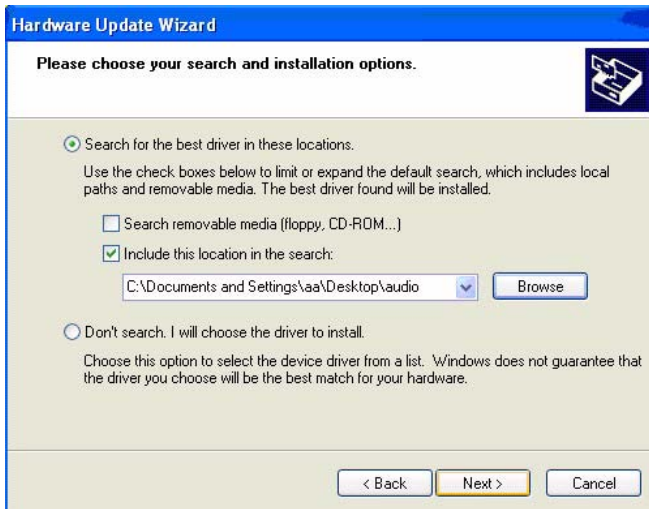 Hardware Update Wizard
Please choose your search and installation options.
Search for the best driver in these locations.
Use the check boxes below to limit or expand the default search, which includes local
paths and removable media. The best driver found will be installed.
Search removable media (floppy, CD-ROM...)
Include this location in the search:
C:\Documents and Settings\aa\Desktop\audio
Browse
Don't search. I will choose the driver to install.
Choose this option to select the device driver from a list. Windows does not guarantee that
the driver you choose will be the best match for your hardware.
< Back Next > Cancel